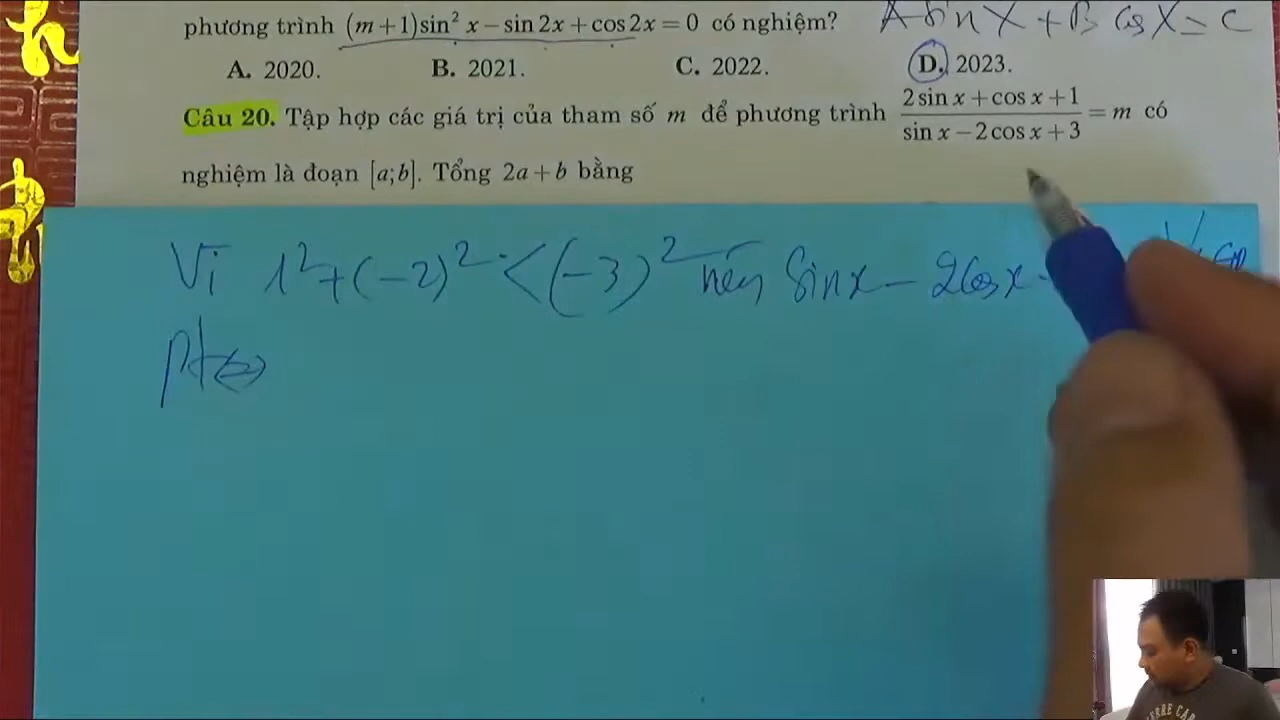 phương trình (m+1)sin² x − sin 2x + cos 2x = 0 có nghiệm? A sin X + B cos X = C
A. 2020. B. 2021. C. 2022. D. 2023.
Câu 20. Tập hợp các giá trị của tham số m để phương trình (2 sin x + cos x + 1)/(sin x − 2 cos x + 3) = m có
nghiệm là đoạn [a;b]. Tổng 2a + b bằng
Vì 1² + (−2)² < (−3)² nên Sin x − 2 Cos x
Pt ⇔